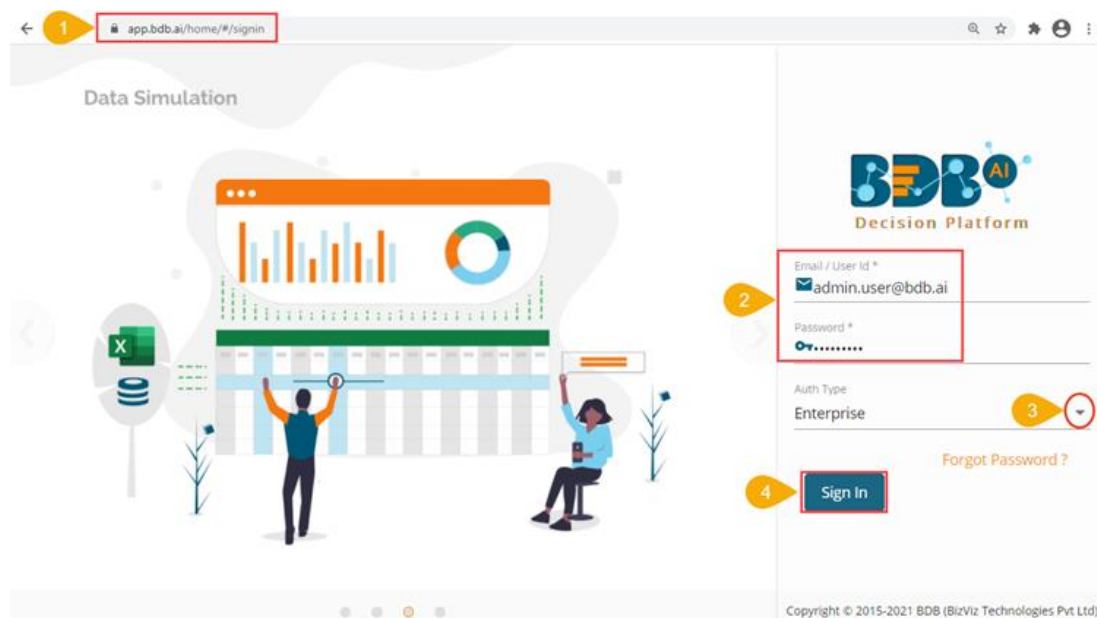 1
app.bdb.ai/home/#/signin
Data Simulation
X
BDB AI
Decision Platform
2
Email / User Id *
admin.user@bdb.ai
Password *
•••••••••
Auth Type
Enterprise
3
Forgot Password ?
4
Sign In
Copyright © 2015-2021 BDB (BizViz Technologies Pvt Ltd)